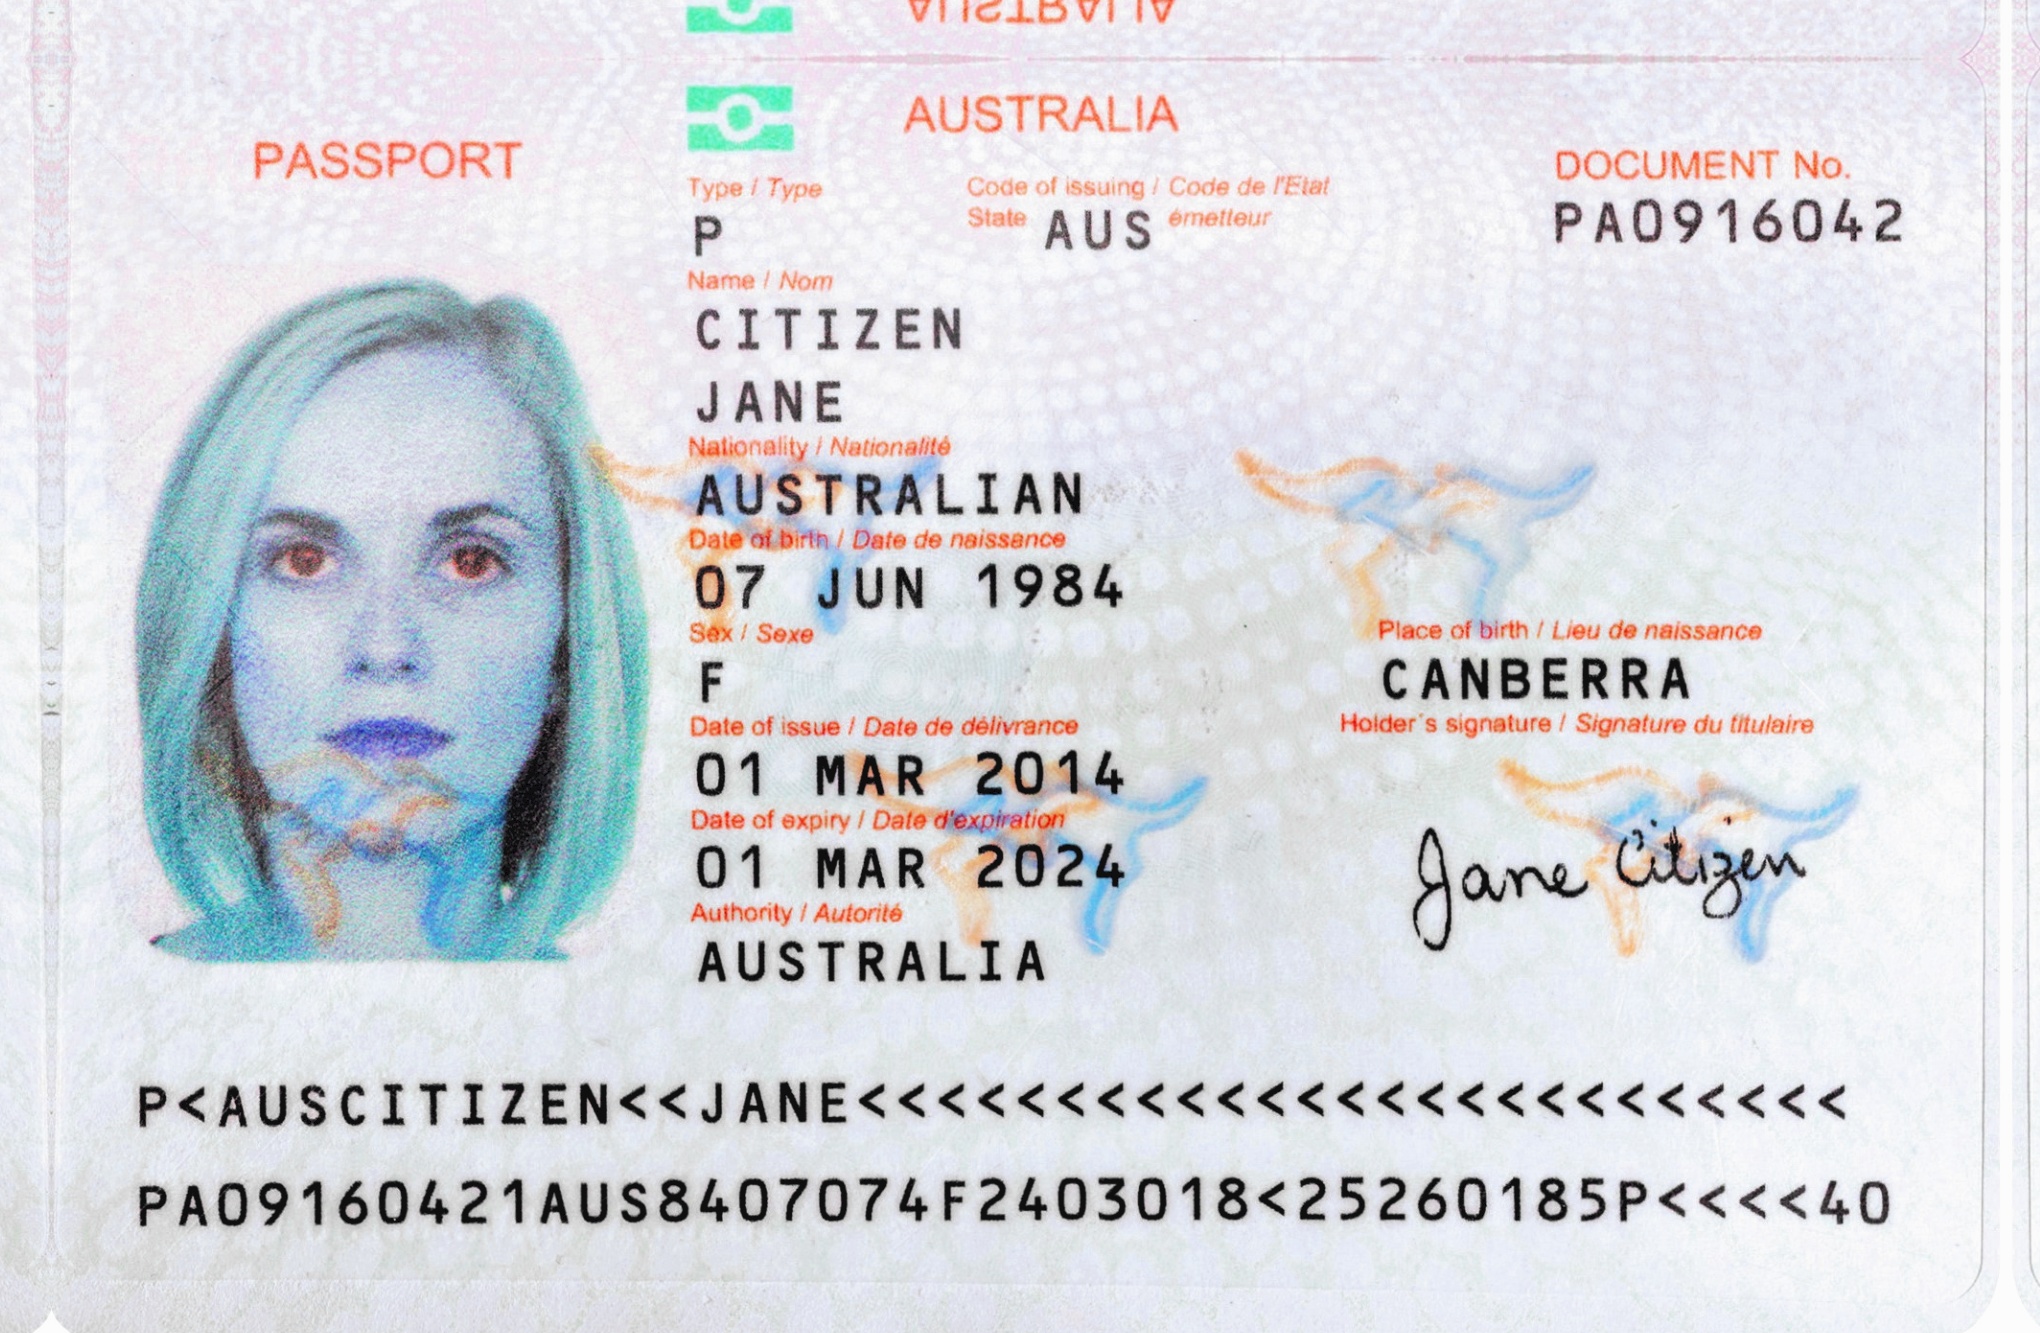 PASSPORT
AUSTRALIA
Type / Type
Code of issuing / Code de l'Etat
State AUS émetteur
DOCUMENT No.
P
PA0916042
Name / Nom
CITIZEN
JANE
Nationality / Nationalité
AUSTRALIAN
Date of birth / Date de naissance
07 JUN 1984
Sex / Sexe
Place of birth / Lieu de naissance
F
CANBERRA
Date of issue / Date de délivrance
Holder's signature / Signature du titulaire
01 MAR 2014
Date of expiry / Date d'expiration
01 MAR 2024
Jane Citizen
Authority / Autorité
AUSTRALIA
P<AUSCITIZEN<<JANE<<<<<<<<<<<<<<<<<<<<<<<<<
PA09160421AUS8407074F2403018<25260185P<<<<40